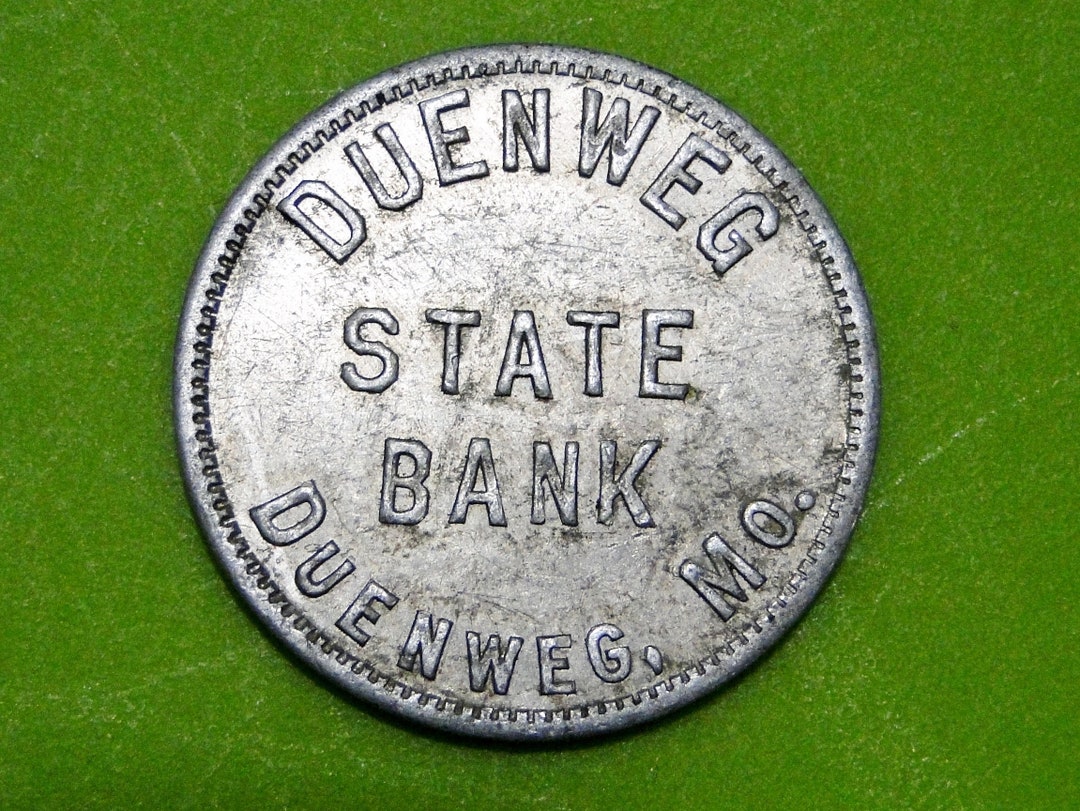 DUENWEG
STATE
BANK
DUENWEG, MO.